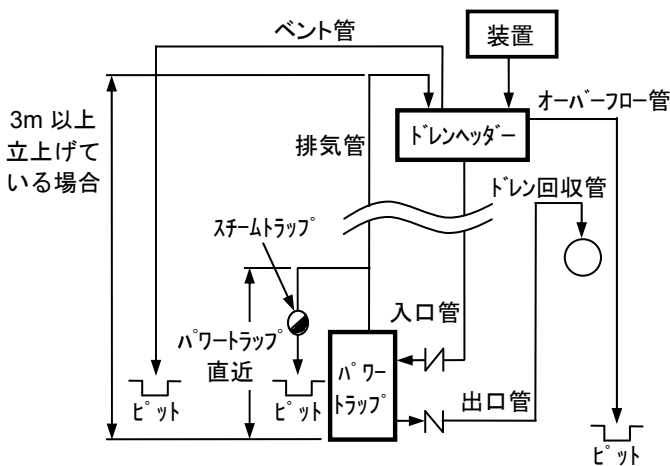 ベント管
装置
3m 以上
立上げて
いる場合
排気管
オーバーフロー管
ﾄﾞﾚﾝﾍｯﾀﾞｰ
ﾄﾞﾚﾝ回収管
ｽﾁｰﾑﾄﾗｯﾌﾟ
入口管
ﾊﾟﾜｰﾄﾗｯﾌﾟ
直近
ﾊﾟﾜｰ
ﾄﾗｯﾌﾟ
出口管
ﾋﾟｯﾄ
ﾋﾟｯﾄ
ﾋﾟｯﾄ